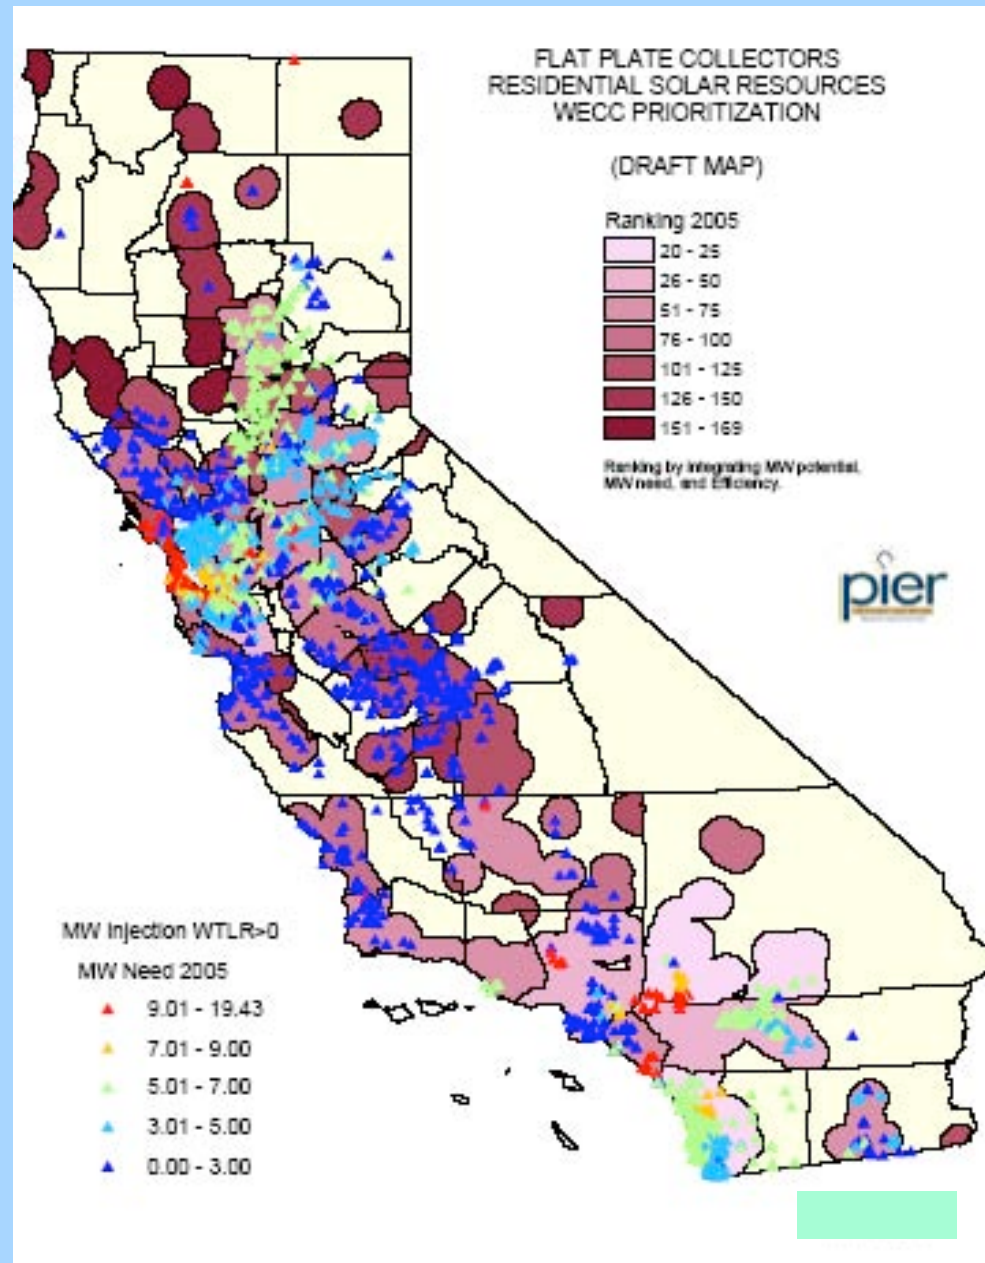 FLAT PLATE COLLECTORS
RESIDENTIAL SOLAR RESOURCES
WECC PRIORITIZATION
(DRAFT MAP)
Ranking 2005
20 - 25
26 - 50
51 - 75
76 - 100
101 - 125
126 - 150
151 - 169
Ranking by integrating MW potential,
MW need, and Efficiency.
pier
MW Injection WTLR>0
MW Need 2005
9.01 - 19.43
7.01 - 9.00
5.01 - 7.00
3.01 - 5.00
0.00 - 3.00